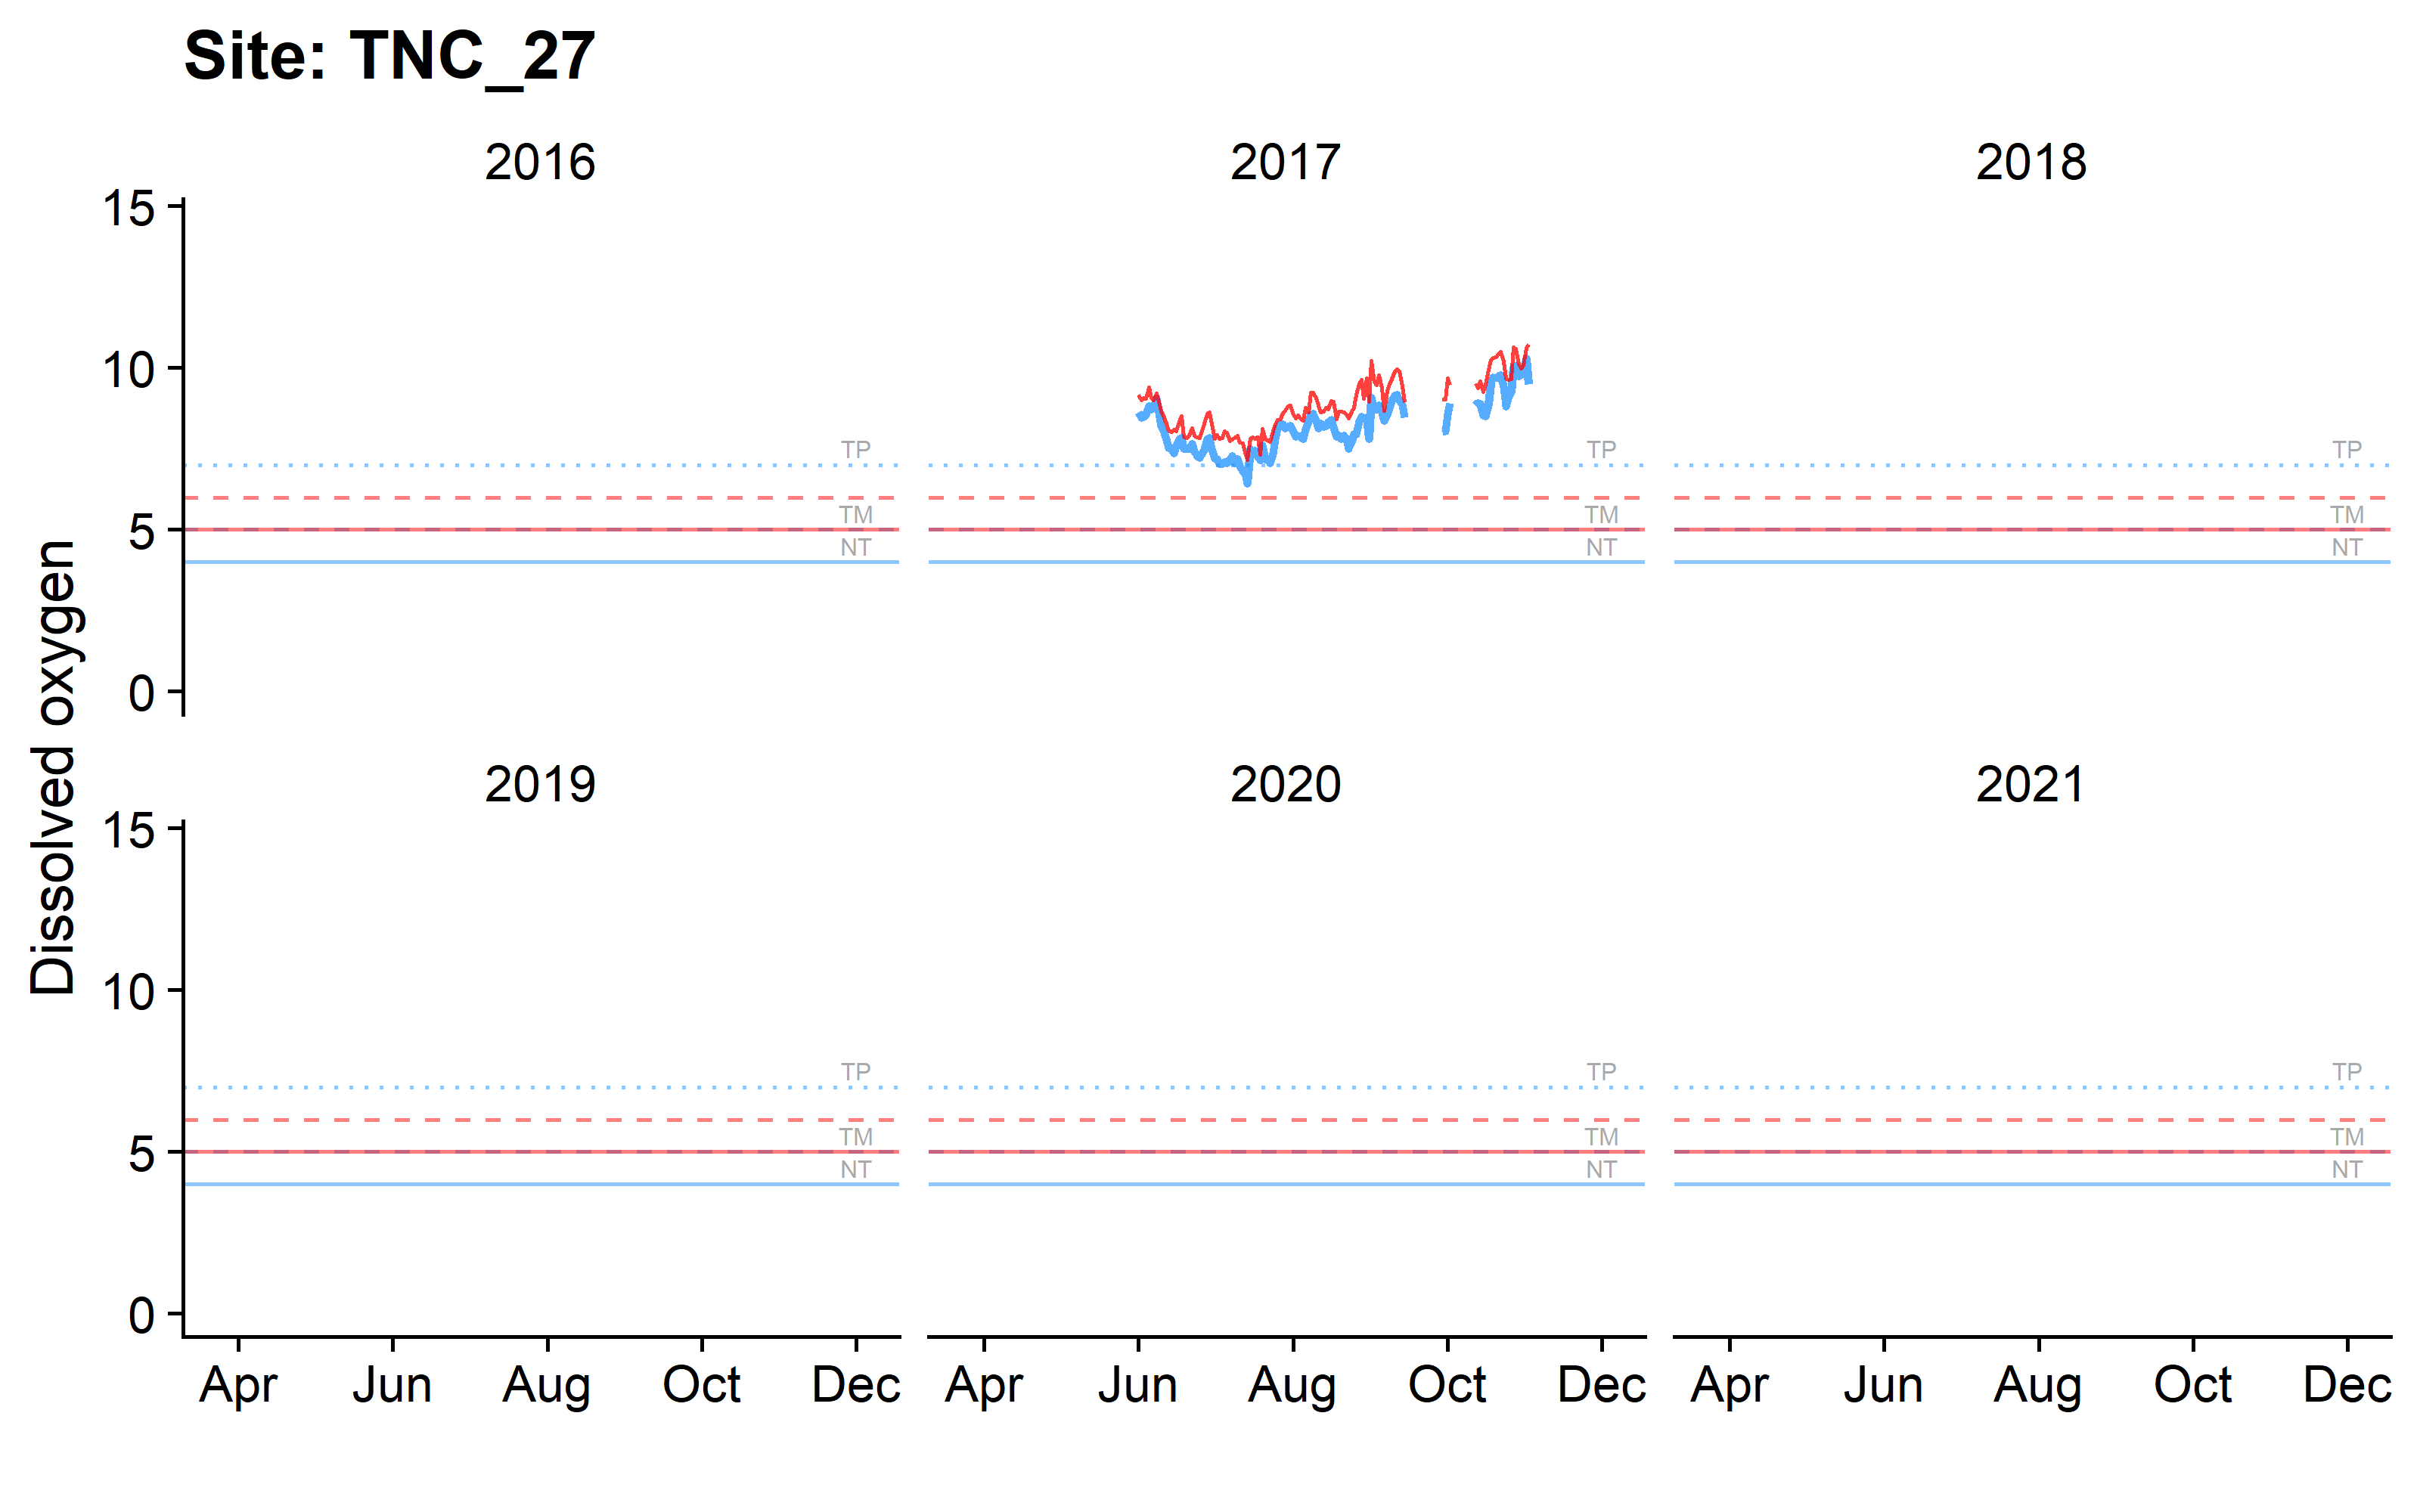 Site: TNC_27
2016 2017 2018
15
10
5
0
TP TP TP
TM TM TM
NT NT NT
Dissolved oxygen
2019 2020 2021
15
10
5
0
TP TP TP
TM TM TM
NT NT NT
Apr Jun Aug Oct Dec Apr Jun Aug Oct Dec Apr Jun Aug Oct Dec